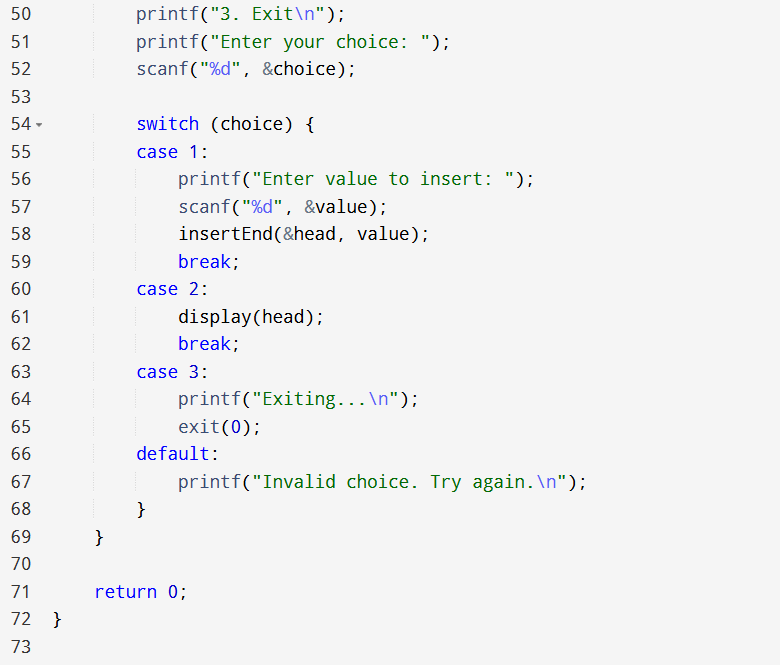 50        printf("3. Exit\n");
51        printf("Enter your choice: ");
52        scanf("%d", &choice);
53
54        switch (choice) {
55        case 1:
56            printf("Enter value to insert: ");
57            scanf("%d", &value);
58            insertEnd(&head, value);
59            break;
60        case 2:
61            display(head);
62            break;
63        case 3:
64            printf("Exiting...\n");
65            exit(0);
66        default:
67            printf("Invalid choice. Try again.\n");
68        }
69    }
70
71    return 0;
72 }
73